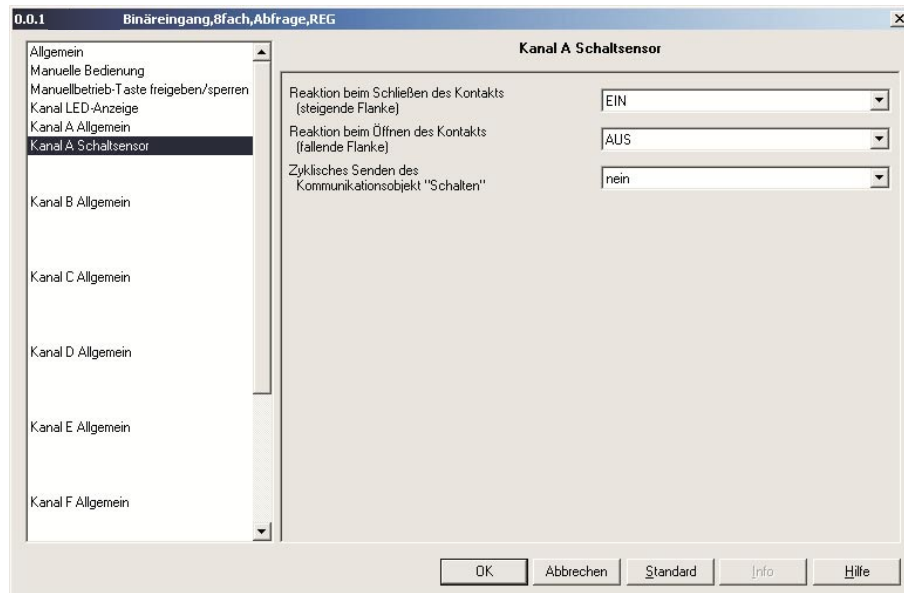 0.0.1 Binäreingang,8fach,Abfrage,REG
Allgemein
Manuelle Bedienung
Manuellbetrieb-Taste freigeben/sperren
Kanal LED-Anzeige
Kanal A Allgemein
Kanal A Schaltsensor
Kanal B Allgemein
Kanal C Allgemein
Kanal D Allgemein
Kanal E Allgemein
Kanal F Allgemein
Kanal A Schaltsensor
Reaktion beim Schließen des Kontakts
(steigende Flanke)
EIN
Reaktion beim Öffnen des Kontakts
(fallende Flanke)
AUS
Zyklisches Senden des
Kommunikationsobjekt "Schalten"
nein
OK
Abbrechen
Standard
Info
Hilfe